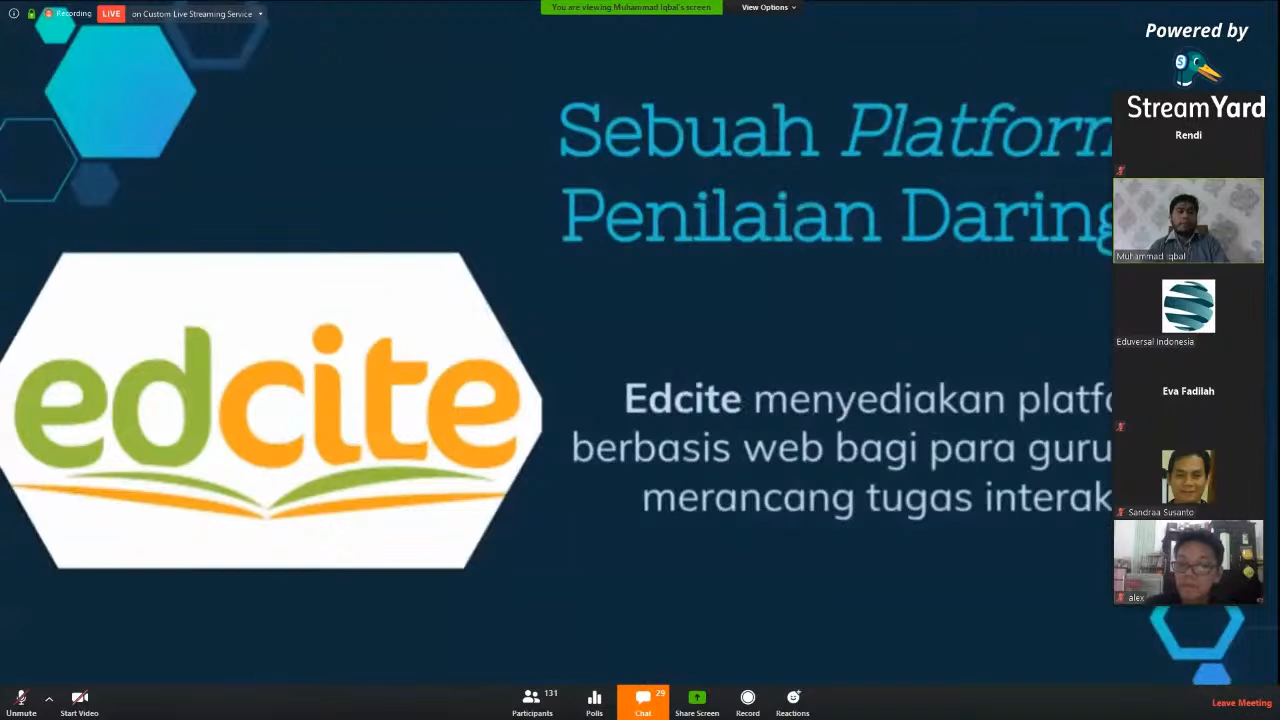 Recording
LIVE
on Custom Live Streaming Service
You are viewing Muhammad Iqbal's screen
View Options
Powered by
StreamYard
Rendi
Muhammad Iqbal
Eduversal Indonesia
Eva Fadilah
Sandraa Susanto
alex
Sebuah Platform
Penilaian Daring
edcite
Edcite menyediakan
berbasis web bagi para guru
merancang tugas
Unmute
Start Video
Participants
131
Polls
Chat
29
Share Screen
Record
Reactions
Leave Meeting